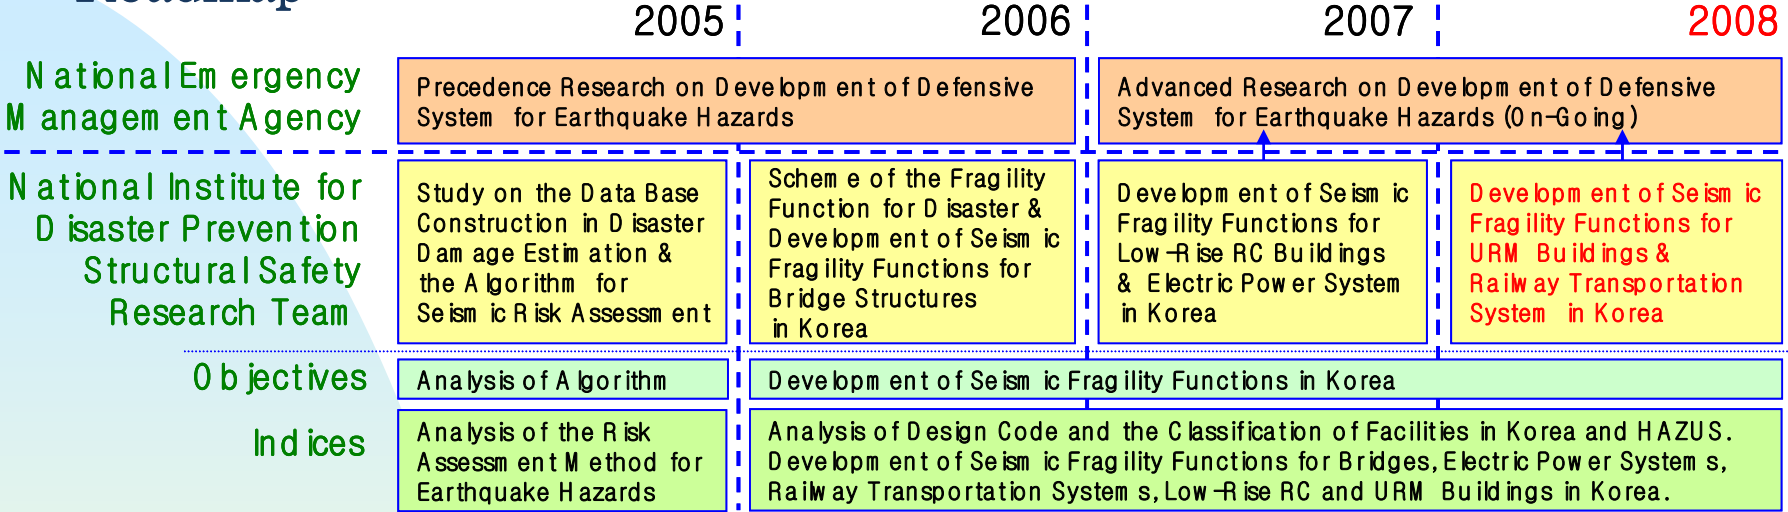 Roadmap
2005 2006 2007 2008
National Emergency
Management Agency
Precedence Research on Development of Defensive
System for Earthquake Hazards
Advanced Research on Development of Defensive
System for Earthquake Hazards (On-Going)
National Institute for
Disaster Prevention
Structural Safety
Research Team
Study on the Data Base
Construction in Disaster
Damage Estimation &
the Algorithm for
Seismic Risk Assessment
Scheme of the Fragility
Function for Disaster &
Development of Seismic
Fragility Functions for
Bridge Structures
in Korea
Development of Seismic
Fragility Functions for
Low-Rise RC Buildings
& Electric Power System
in Korea
Development of Seismic
Fragility Functions for
URM Buildings &
Railway Transportation
System in Korea
Objectives
Analysis of Algorithm
Development of Seismic Fragility Functions in Korea
Indices
Analysis of the Risk
Assessment Method for
Earthquake Hazards
Analysis of Design Code and the Classification of Facilities in Korea and HAZUS.
Development of Seismic Fragility Functions for Bridges, Electric Power Systems,
Railway Transportation Systems, Low-Rise RC and URM Buildings in Korea.